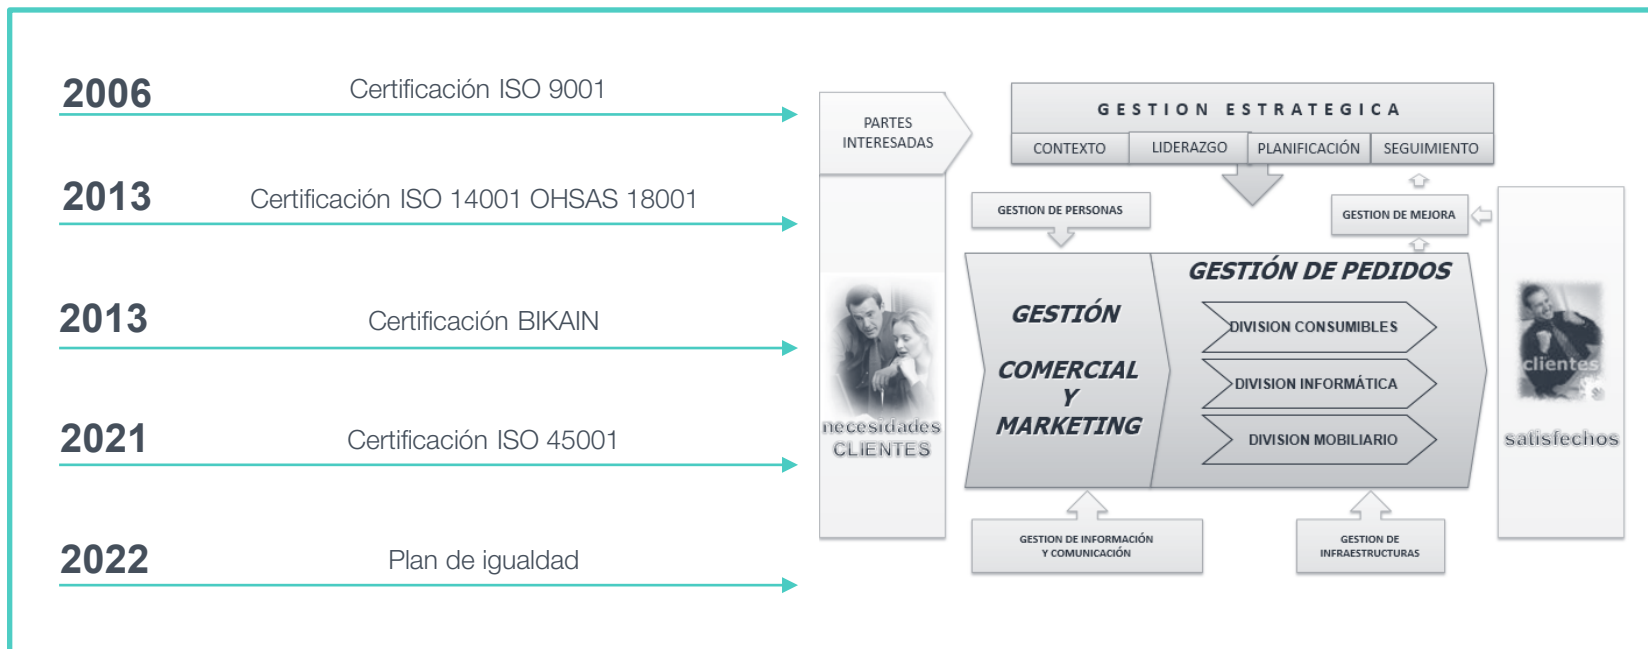 2006
Certificación ISO 9001
2013
Certificación ISO 14001 OHSAS 18001
2013
Certificación BIKAIN
2021
Certificación ISO 45001
2022
Plan de igualdad
PARTES
INTERESADAS
necesidades
CLIENTES
GESTION ESTRATEGICA
CONTEXTO
LIDERAZGO
PLANIFICACIÓN
SEGUIMIENTO
GESTION DE PERSONAS
GESTION DE MEJORA
GESTIÓN
COMERCIAL
Y
MARKETING
GESTIÓN DE PEDIDOS
DIVISION CONSUMIBLES
DIVISION INFORMÁTICA
DIVISION MOBILIARIO
GESTION DE INFORMACIÓN
Y COMUNICACIÓN
GESTION DE
INFRAESTRUCTURAS
clientes
satisfechos